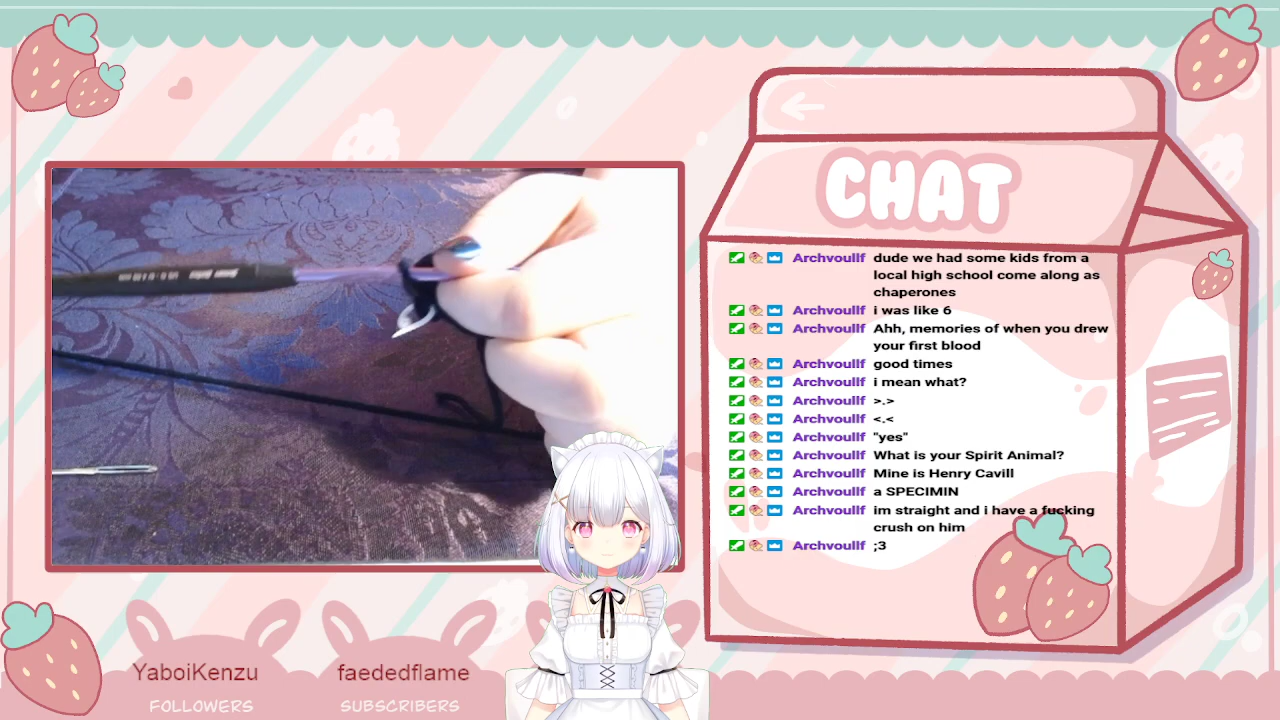 CHAT
Archvoullf dude we had some kids from a
local high school come along as
chaperones
Archvoullf i was like 6
Archvoullf Ahh, memories of when you drew
your first blood
Archvoullf good times
Archvoullf i mean what?
Archvoullf >.>
Archvoullf <.<
Archvoullf "yes"
Archvoullf What is your Spirit Animal?
Archvoullf Mine is Henry Cavill
Archvoullf a SPECIMIN
Archvoullf im straight and i have a fucking
crush on him
Archvoullf ;3
YaboiKenzu
FOLLOWERS
faededflame
SUBSCRIBERS